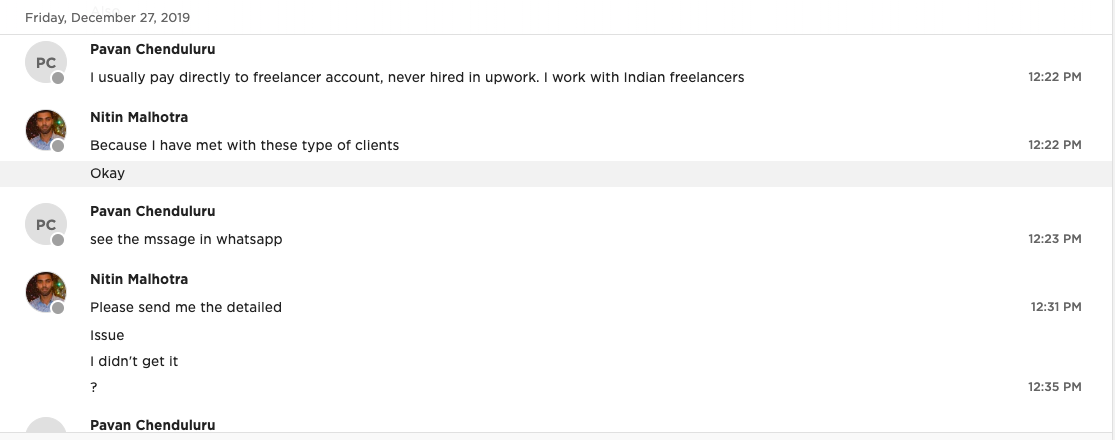 Friday, December 27, 2019
PC
Pavan Chenduluru
I usually pay directly to freelancer account, never hired in upwork. I work with Indian freelancers 12:22 PM
Nitin Malhotra
Because I have met with these type of clients 12:22 PM
Okay
PC
Pavan Chenduluru
see the mssage in whatsapp 12:23 PM
Nitin Malhotra
Please send me the detailed 12:31 PM
Issue
I didn't get it
? 12:35 PM
Pavan Chenduluru